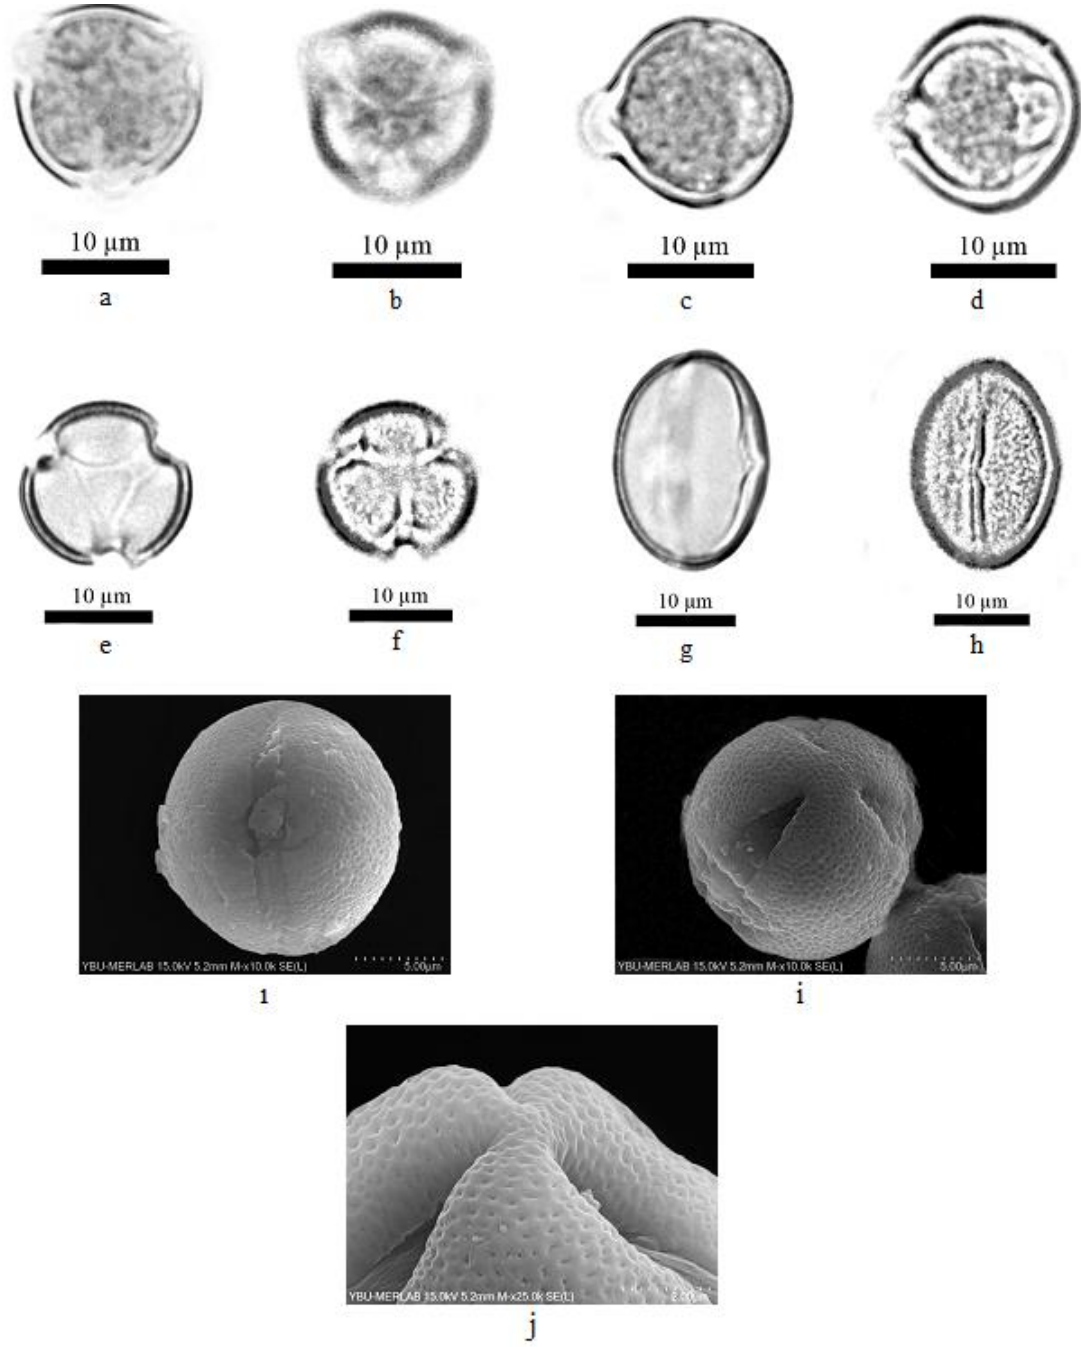 10 µm
10 µm
10 µm
10 µm
a
b
c
d
10 µm
10 µm
10 µm
10 µm
e
f
g
h
YBU-MERLAB 15.0kV 5.2mm M-x10.0k SE(L)
5.00µm
YBU-MERLAB 15.0kV 5.2mm M-x10.0k SE(L)
5.00µm
ı
i
YBU-MERLAB 15.0kV 5.2mm M-x25.0k SE(L)
2.00µm
j